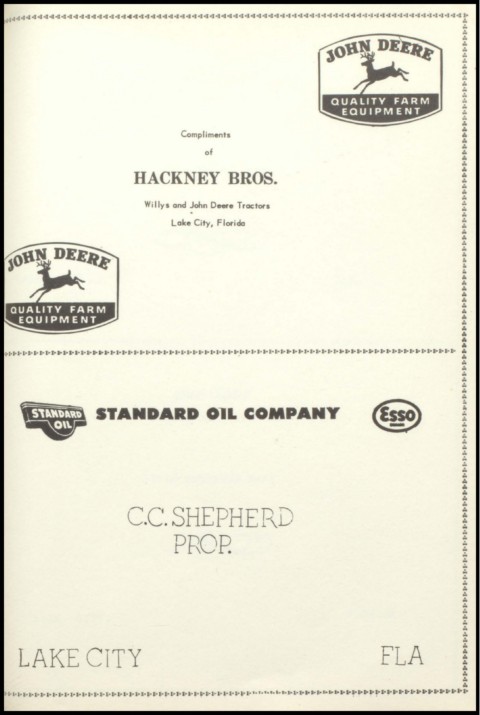 JOHN DEERE
QUALITY FARM
EQUIPMENT
Compliments
of
HACKNEY BROS.
Willys and John Deere Tractors
Lake City, Florida
JOHN DEERE
QUALITY FARM
EQUIPMENT
STANDARD
OIL
STANDARD OIL COMPANY
Esso
C.C. SHEPHERD
PROP.
LAKE CITY FLA